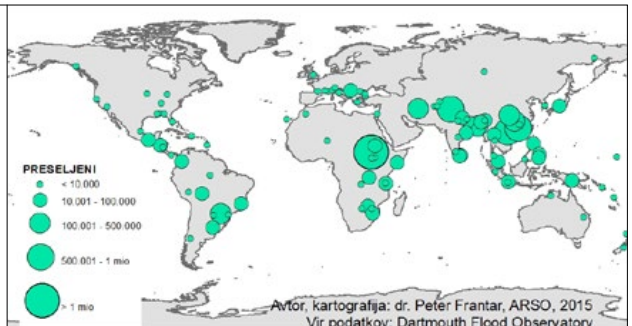 PRESELJENI
< 10.000
10.001 - 100.000
100.001 - 500.000
500.001 - 1 mio
> 1 mio
Avtor, kartografija: dr. Peter Frantar, ARSO, 2015
Vir podatkov: Dartmouth Flood Observatory